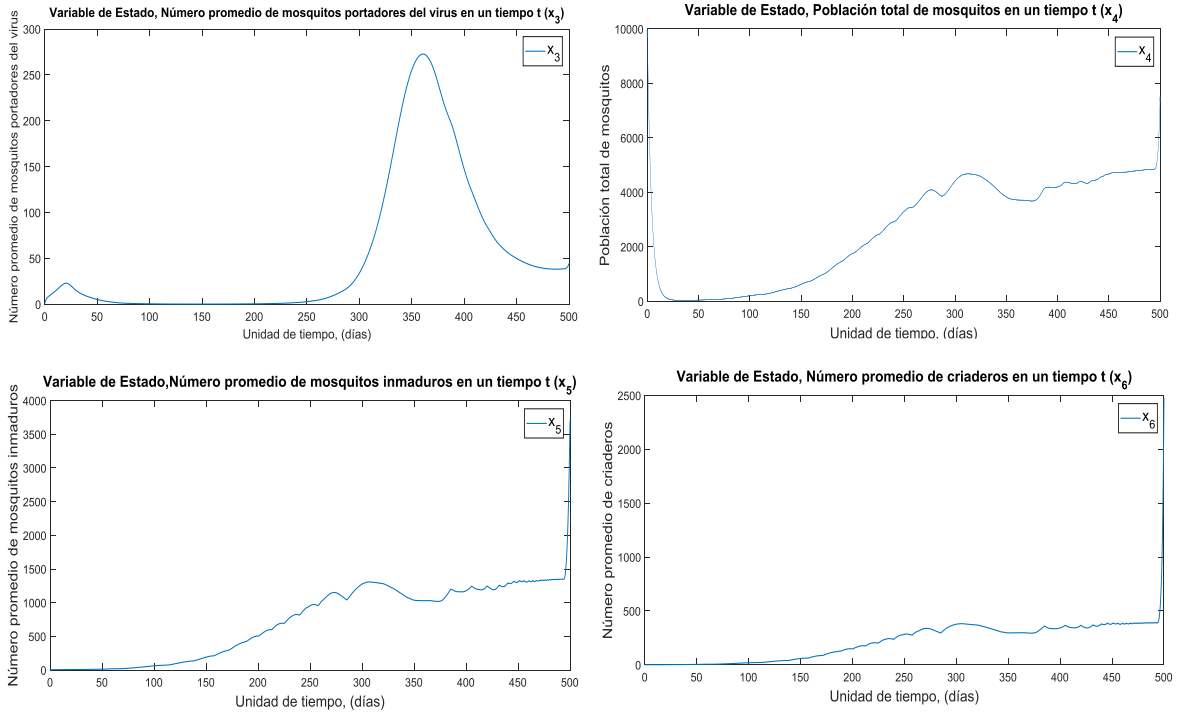 Variable de Estado, Número promedio de mosquitos portadores del virus en un tiempo t (x3)
Número promedio de mosquitos portadores del virus
300
250
200
150
100
50
0
x3
0 50 100 150 200 250 300 350 400 450 500
Unidad de tiempo, (días)
Variable de Estado, Población total de mosquitos en un tiempo t (x4)
Población total de mosquitos
10000
8000
6000
4000
2000
0
x4
0 50 100 150 200 250 300 350 400 450 500
Unidad de tiempo, (días)
Variable de Estado,Número promedio de mosquitos inmaduros en un tiempo t (x5)
Número promedio de mosquitos inmaduros
4000
3500
3000
2500
2000
1500
1000
500
0
x5
0 50 100 150 200 250 300 350 400 450 500
Unidad de tiempo, (días)
Variable de Estado, Número promedio de criaderos en un tiempo t (x6)
Número promedio de criaderos
2500
2000
1500
1000
500
0
x6
0 50 100 150 200 250 300 350 400 450 500
Unidad de tiempo, (días)